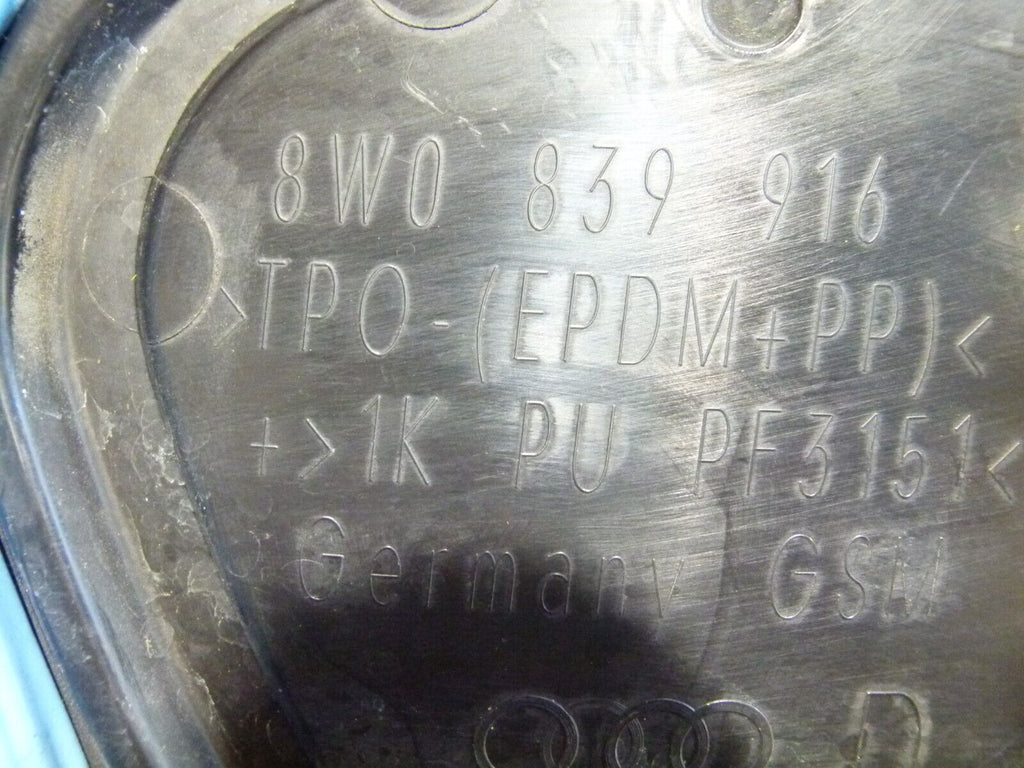 8W0 839 916
>TPO-(EPDM+PP)<
+>1K PU PF3151<
Germany GSM
D